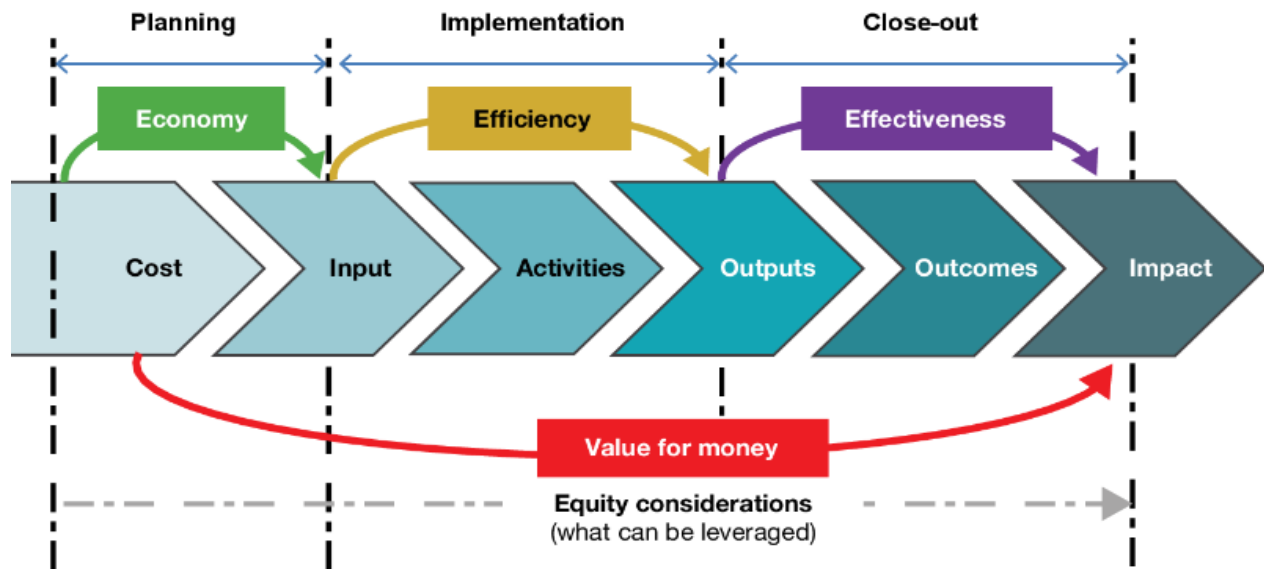 Planning
Implementation
Close-out
Economy
Efficiency
Effectiveness
Cost
Input
Activities
Outputs
Outcomes
Impact
Value for money
Equity considerations
(what can be leveraged)